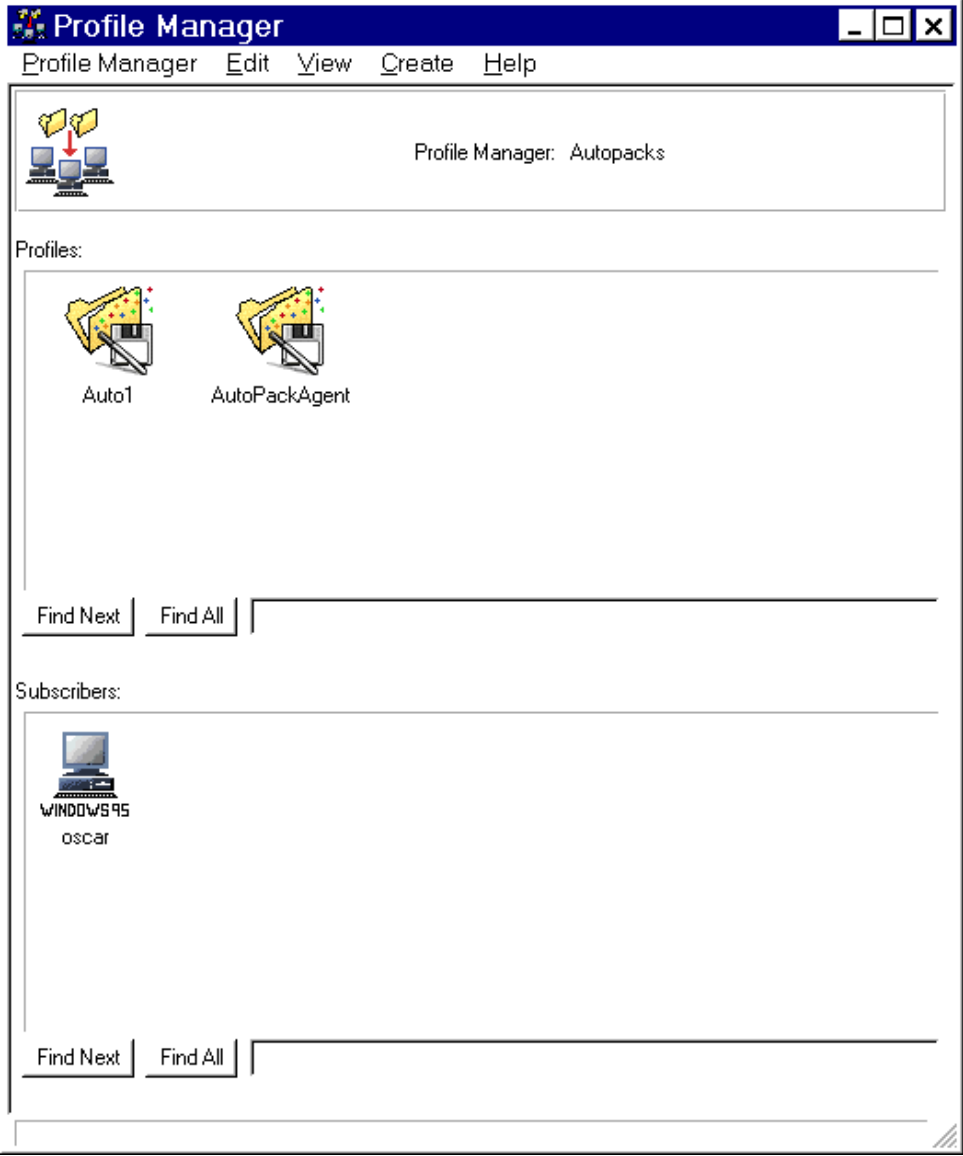 Profile Manager
Profile Manager Edit View Create Help
Profile Manager: Autopacks
Profiles:
Auto1 AutoPackAgent
Find Next Find All
Subscribers:
WINDOWS95
oscar
Find Next Find All